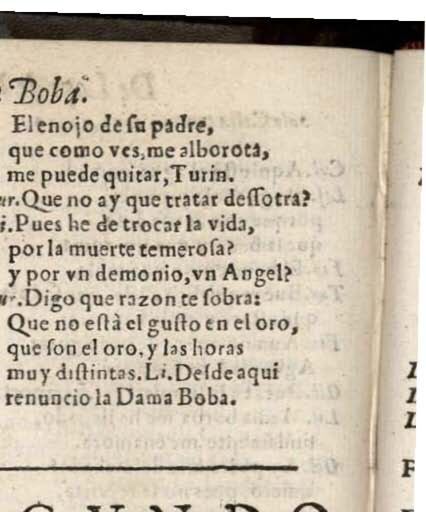 Boba.
El enojo de su padre,
que como ves, me alborota,
me puede quitar, Turin.
ur. Que no ay que tratar dessotra?
i. Pues he de trocar la vida,
por la muerte temerosa?
y por vn demonio, vn Angel?
ur. Digo que razon te sobra:
Que no està el gusto en el oro,
que son el oro, y las horas
muy distintas. Li. Desde aqui
renuncio la Dama Boba.